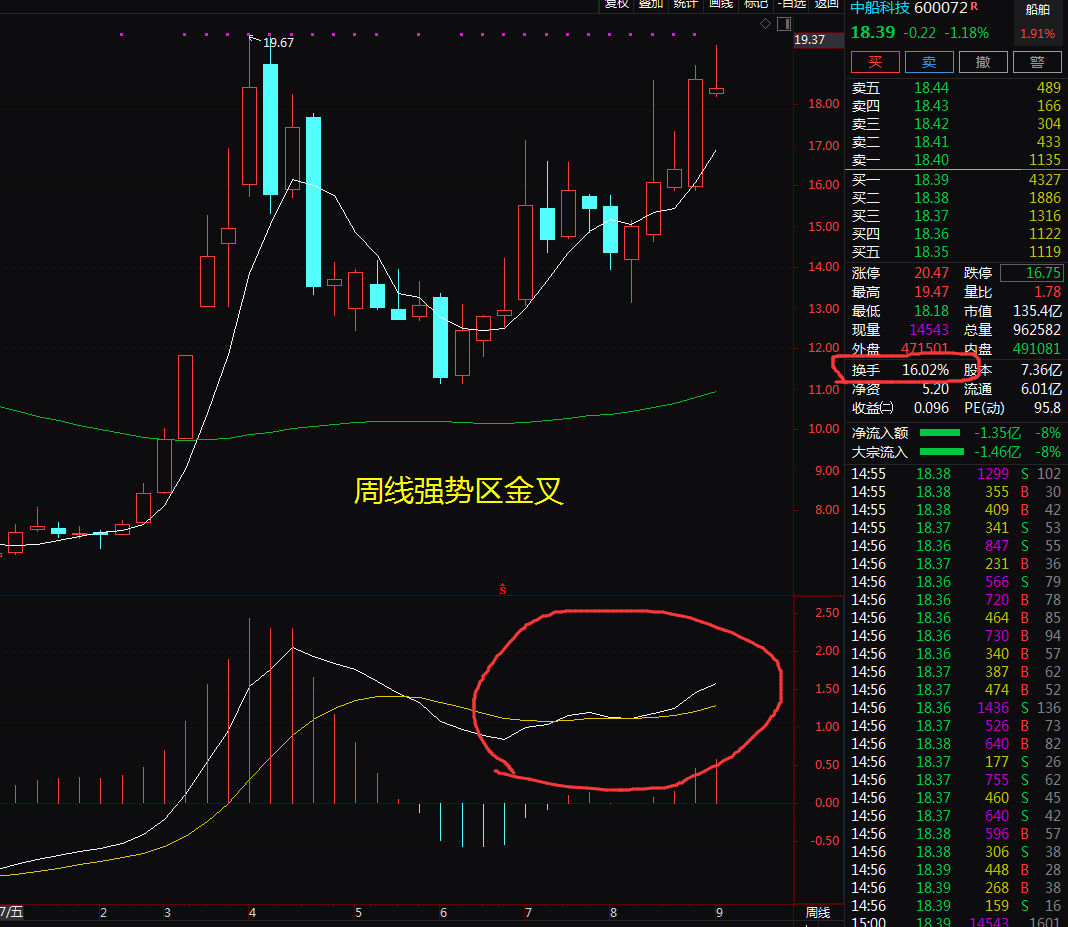 复权 叠加 统计 画线 标记 -自选 返回
中船科技 600072 R
船舶
18.39 -0.22 -1.18%
1.91%
19.67
19.37
买 卖 撤 警
卖五 18.44 489
卖四 18.43 166
卖三 18.42 304
卖二 18.41 433
卖一 18.40 1135
买一 18.39 4327
买二 18.38 1886
买三 18.37 1316
买四 18.36 1122
买五 18.35 1119
涨停 20.47 跌停 16.75
最高 19.47 量比 1.78
最低 18.18 市值 135.4亿
现量 14543 总量 962582
外盘 471501 内盘 491081
换手 16.02% 股本 7.36亿
净资 5.20 流通 6.01亿
收益㈡ 0.096 PE(动) 95.8
净流入额 -1.35亿 -8%
大宗流入 -1.46亿 -8%
14:55 18.38 1299 S 102
14:55 18.38 355 B 30
14:55 18.38 409 B 42
14:55 18.37 341 S 53
14:56 18.36 847 S 55
14:56 18.37 231 B 36
14:56 18.36 566 S 79
14:56 18.36 720 B 78
14:56 18.36 464 B 85
14:56 18.36 730 B 94
14:56 18.36 340 B 57
14:56 18.37 387 B 62
14:56 18.37 474 B 52
14:56 18.36 1436 S 136
14:56 18.37 526 B 73
14:56 18.38 640 B 82
14:56 18.37 177 S 26
14:56 18.37 755 S 62
14:56 18.37 460 S 45
14:56 18.37 640 S 42
14:56 18.38 596 B 57
14:56 18.38 306 S 38
14:56 18.39 448 B 28
14:56 18.39 268 B 38
14:56 18.39 159 S 16
15:00 18.39 14543 1601
18.00
17.00
16.00
15.00
14.00
13.00
12.00
11.00
10.00
9.00
8.00
周线强势区金叉
ŝ
2.50
2.00
1.50
1.00
0.50
0.00
-0.50
7/五 2 3 4 5 6 7 8 9 周线